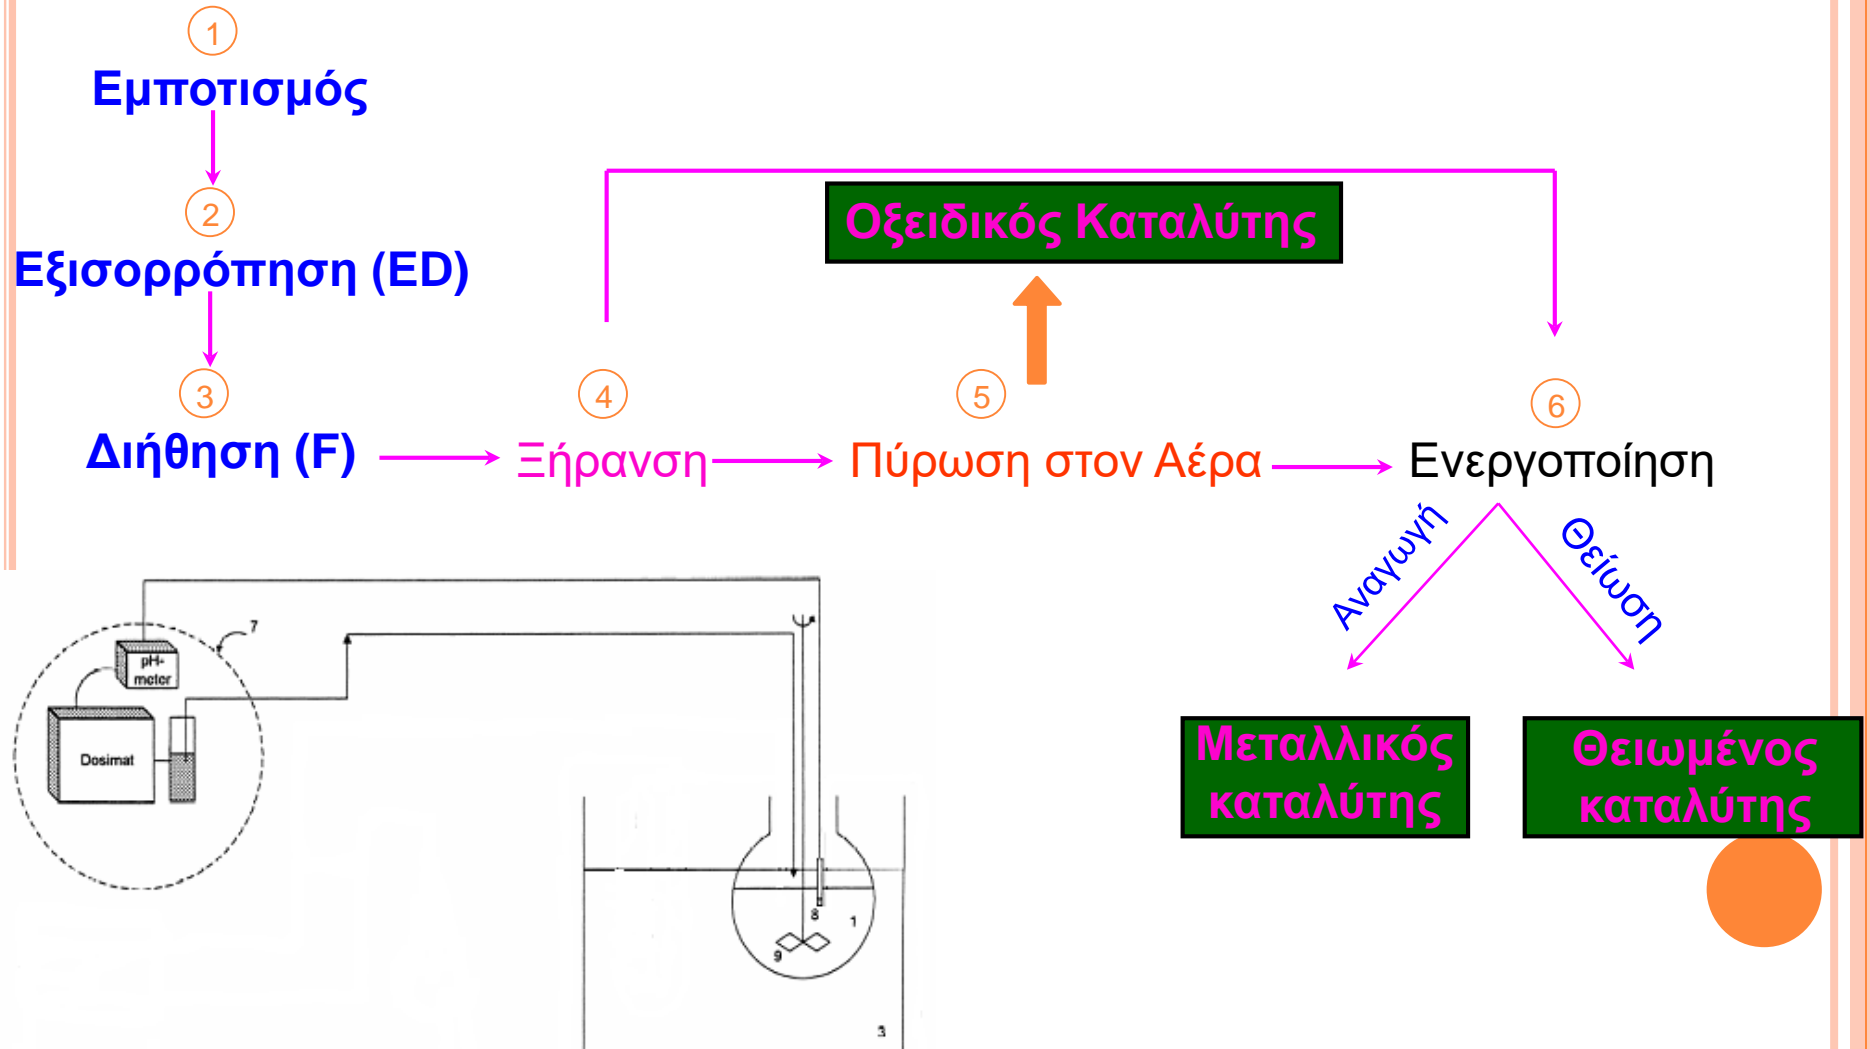 1
Εμποτισμός
2
Εξισορρόπηση (ED)
3
Διήθηση (F)
4
Ξήρανση
Οξειδικός Καταλύτης
5
Πύρωση στον Αέρα
6
Ενεργοποίηση
Αναγωγή
Θείωση
Μεταλλικός
καταλύτης
Θειωμένος
καταλύτης
7
pH-
meter
Dosimat
8
1
9
3